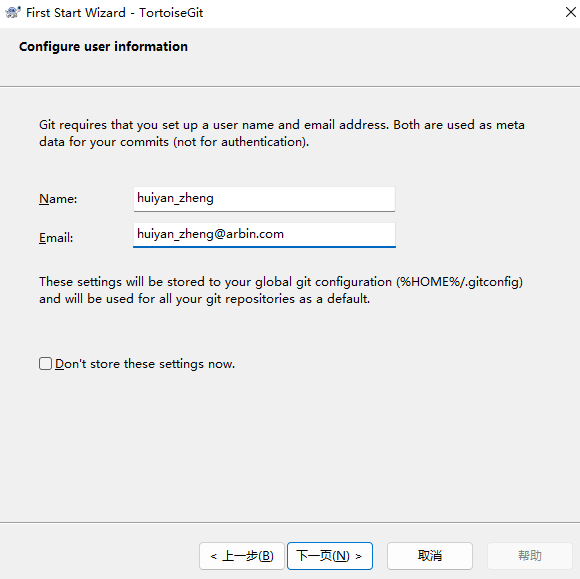 First Start Wizard - TortoiseGit
Configure user information
Git requires that you set up a user name and email address. Both are used as meta
data for your commits (not for authentication).
Name: huiyan_zheng
Email: huiyan_zheng@arbin.com
These settings will be stored to your global git configuration (%HOME%/.gitconfig)
and will be used for all your git repositories as a default.
Don't store these settings now.
< 上一步(B) 下一页(N) > 取消 帮助